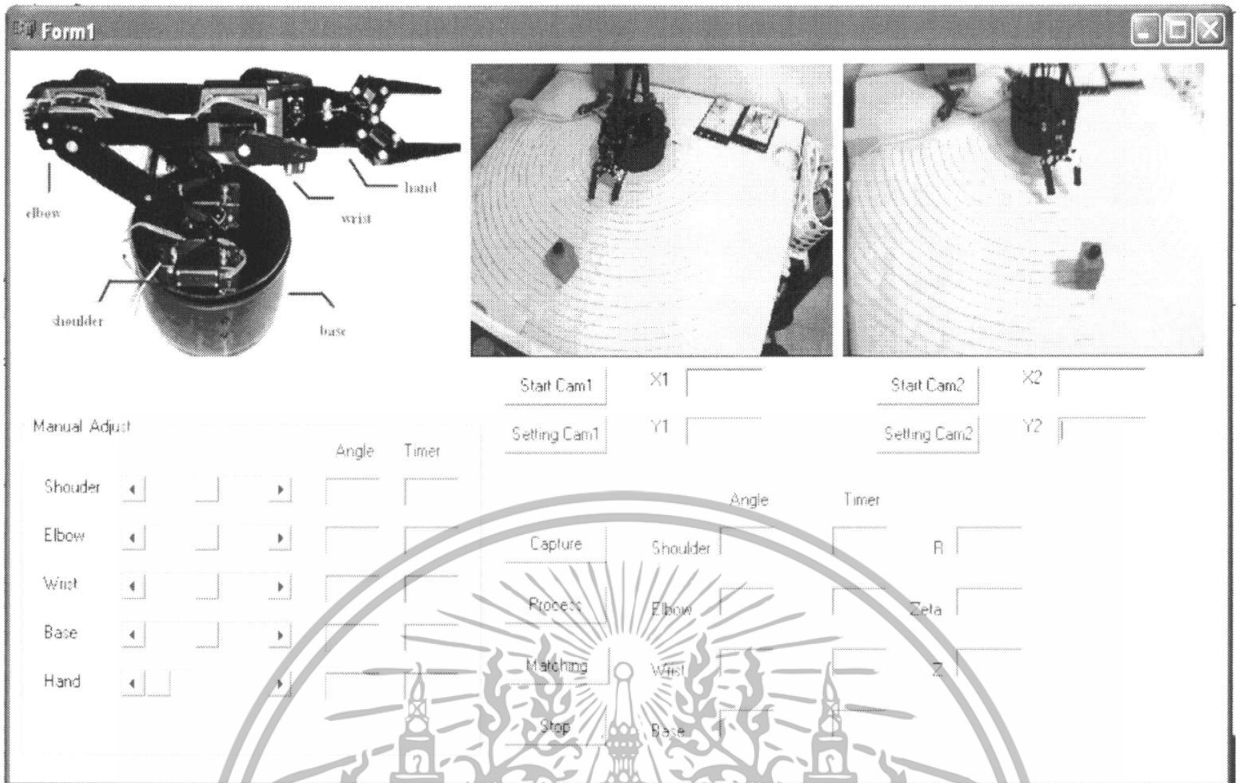 Form1
elbow
hand
wrist
shoulder
base
Start Cam1 X1
Start Cam2 X2
Setting Cam1 Y1
Setting Cam2 Y2
Manual Adjust
Angle Timer
Shouder
Elbow
Wrist
Base
Hand
Angle Timer
Capture Shoulder R
Process Elbow Zeta
Matching Wrist Z
Stop Base